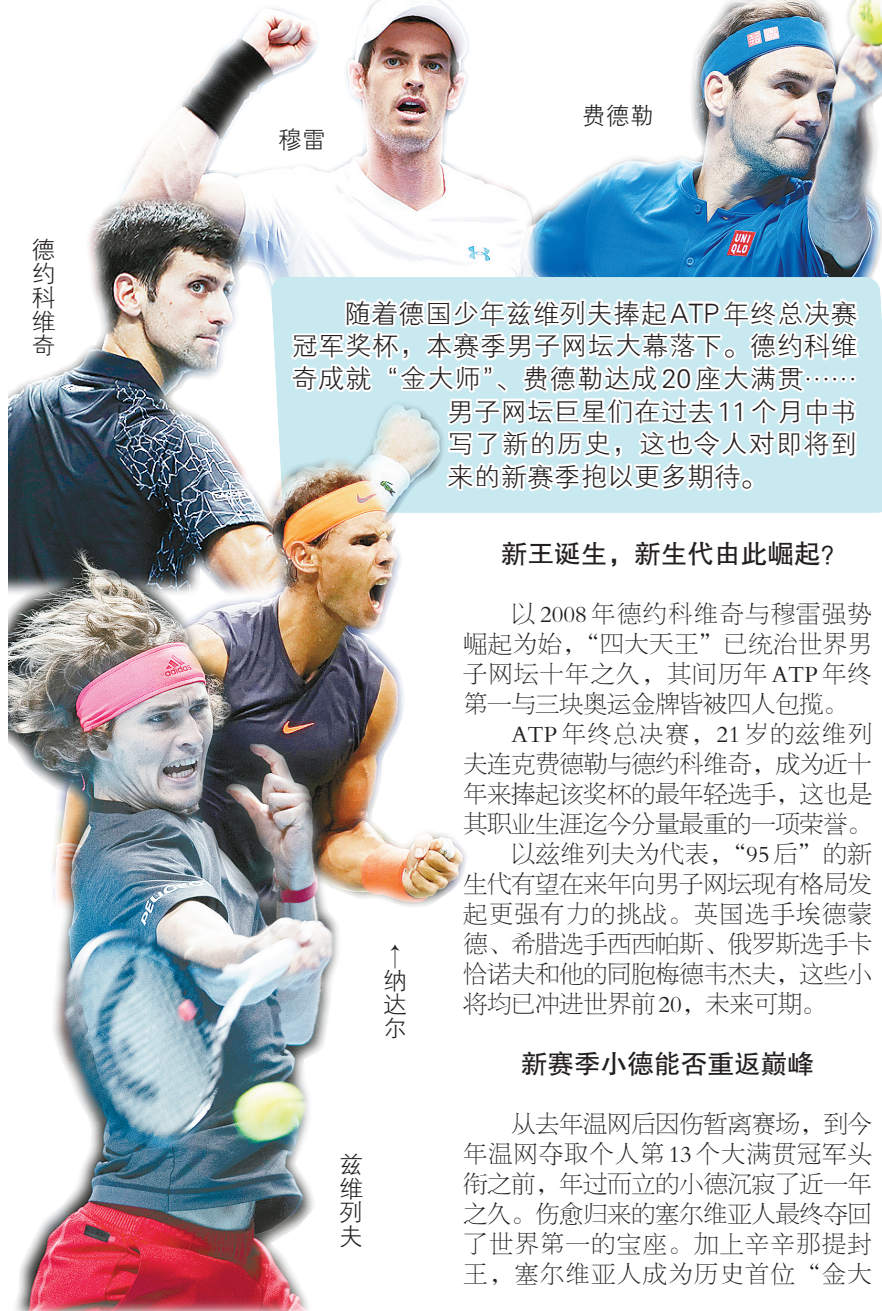 穆雷
费德勒
德约科维奇
UNI
QLO
随着德国少年兹维列夫捧起ATP年终总决赛
冠军奖杯，本赛季男子网坛大幕落下。德约科维
奇成就“金大师”、费德勒达成20座大满贯……
男子网坛巨星们在过去11个月中书
写了新的历史，这也令人对即将到
来的新赛季抱以更多期待。
adidas
PEUGEOT
←纳达尔
兹维列夫
新王诞生，新生代由此崛起？
以2008年德约科维奇与穆雷强势
崛起为始，“四大天王”已统治世界男
子网坛十年之久，其间历年ATP年终
第一与三块奥运金牌皆被四人包揽。
ATP年终总决赛，21岁的兹维列
夫连克费德勒与德约科维奇，成为近十
年来捧起该奖杯的最年轻选手，这也是
其职业生涯迄今分量最重的一项荣誉。
以兹维列夫为代表，“95后”的新
生代有望在来年向男子网坛现有格局发
起更强有力的挑战。英国选手埃德蒙
德、希腊选手西西帕斯、俄罗斯选手卡
恰诺夫和他的同胞梅德韦杰夫，这些小
将均已冲进世界前20，未来可期。
新赛季小德能否重返巅峰
从去年温网后因伤暂离赛场，到今
年温网夺取个人第13个大满贯冠军头
衔之前，年过而立的小德沉寂了近一年
之久。伤愈归来的塞尔维亚人最终夺回
了世界第一的宝座。加上辛辛那提封
王，塞尔维亚人成为历史首位“金大